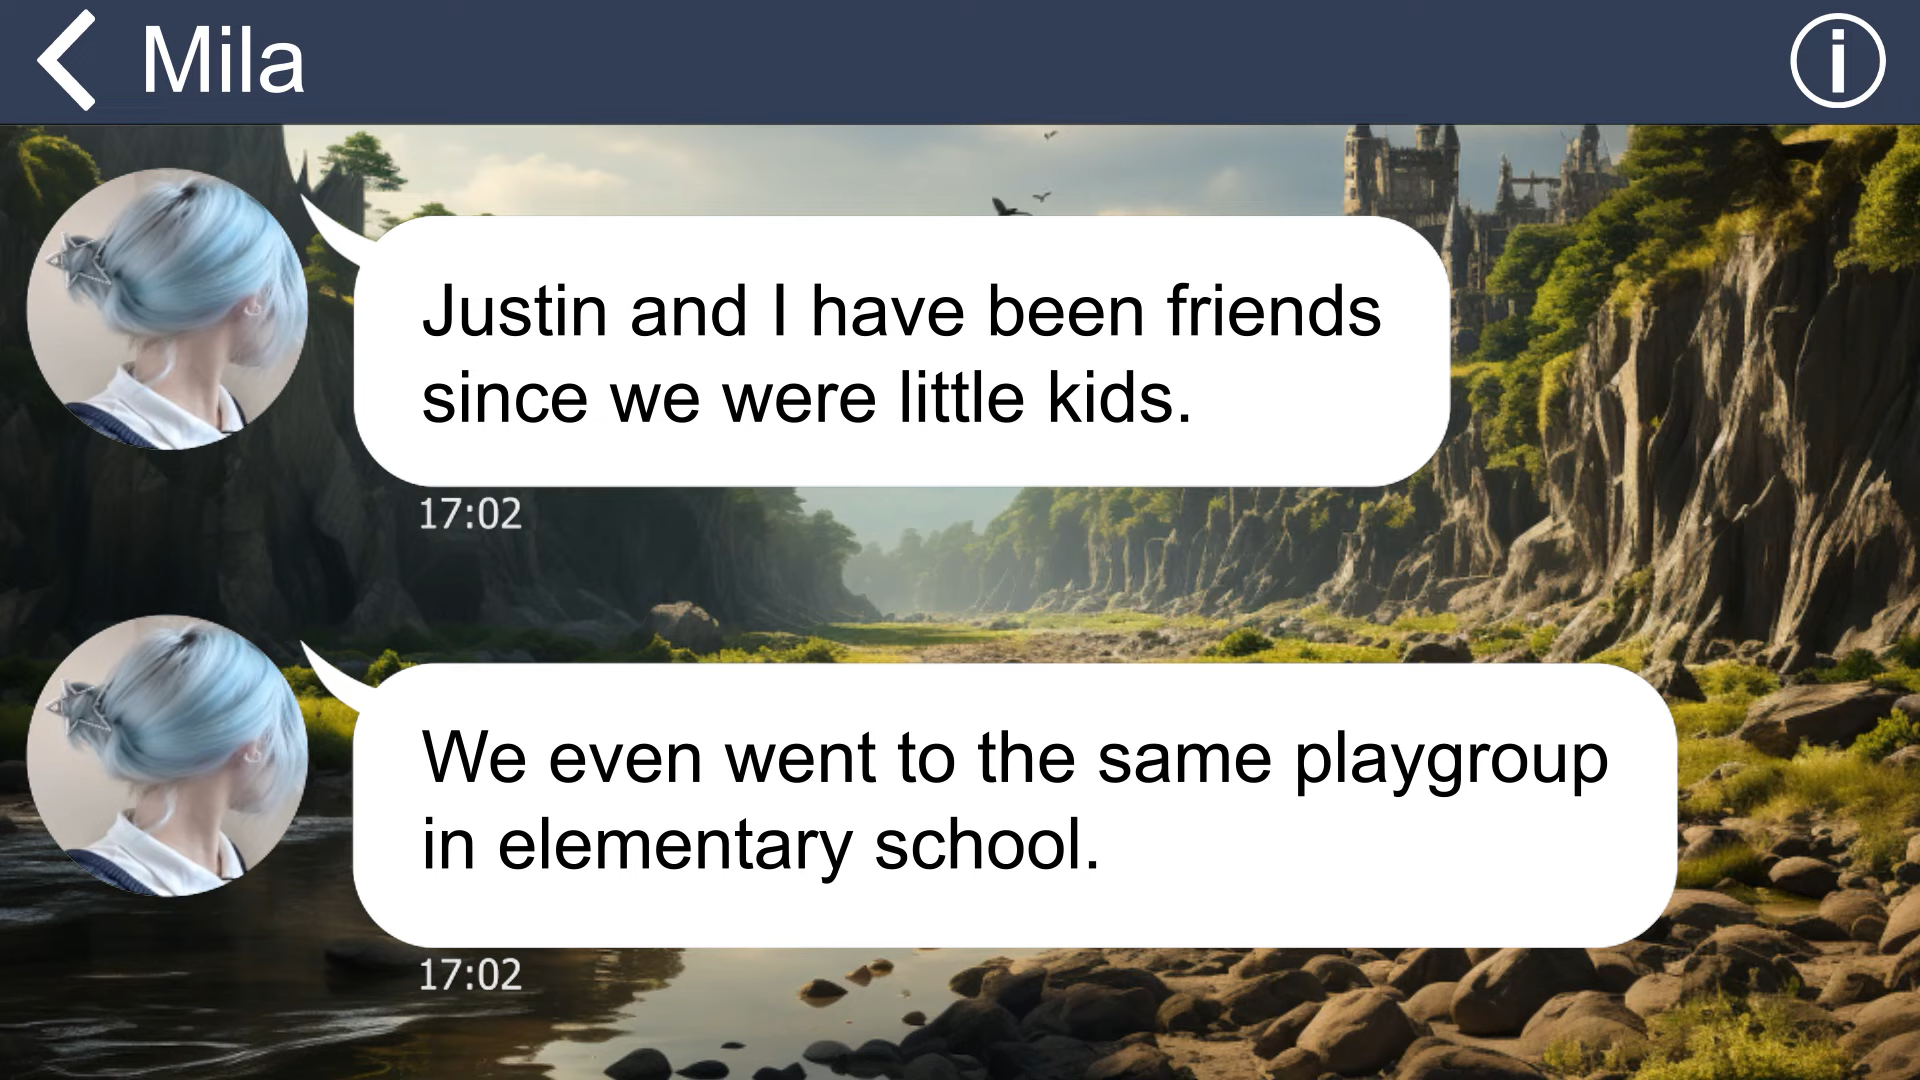 Mila
Justin and I have been friends
since we were little kids.
17:02
We even went to the same playgroup
in elementary school.
17:02